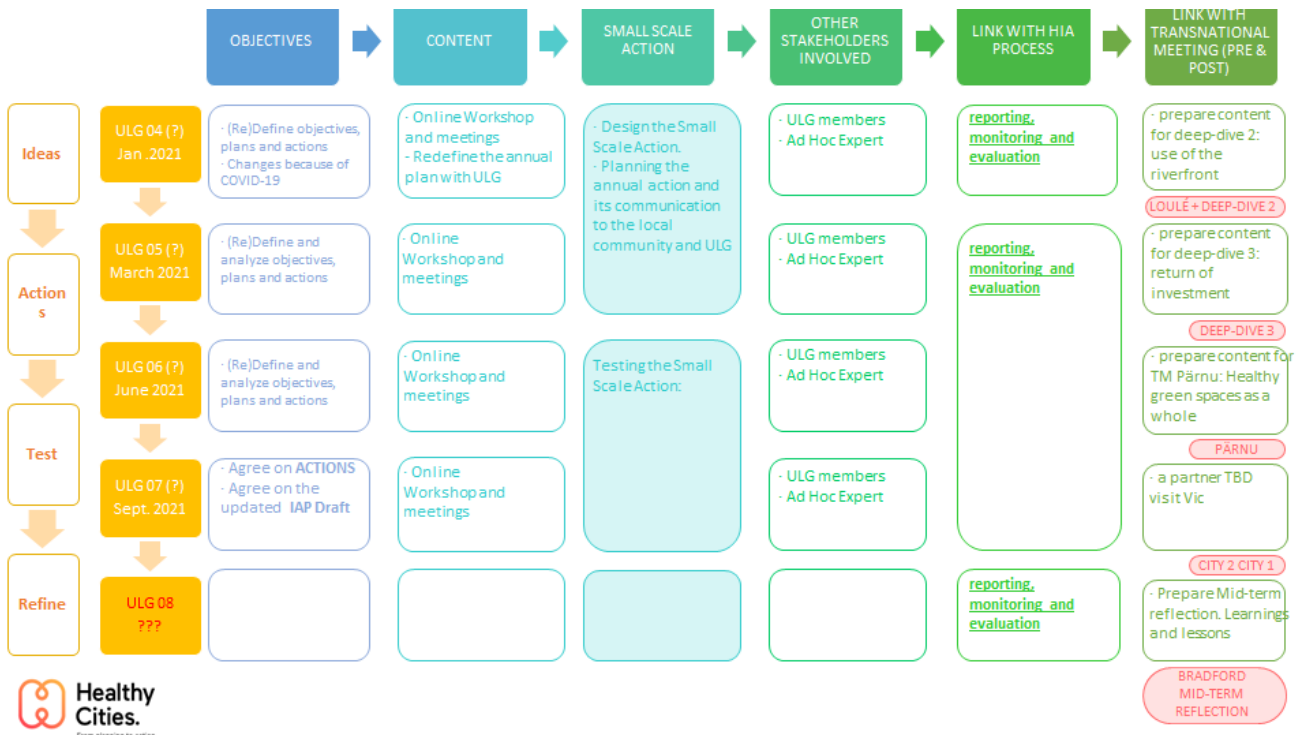 OBJECTIVES
CONTENT
SMALL SCALE
ACTION
OTHER
STAKEHOLDERS
INVOLVED
LINK WITH HIA
PROCESS
LINK WITH
TRANSNATIONAL
MEETING (PRE &
POST)
Ideas
ULG 04 (?)
Jan .2021
· (Re)Define objectives,
plans and actions
· Changes because of
COVID-19
· Online Workshop
and meetings
- Redefine the annual
plan with ULG
· Design the Small
Scale Action.
· Planning the
annual action and
its communication
to the local
community and ULG
· ULG members
· Ad Hoc Expert
reporting,
monitoring and
evaluation
· prepare content
for deep-dive 2:
use of the
riverfront
LOULÉ + DEEP-DIVE 2
Action
s
ULG 05 (?)
March 2021
· (Re)Define and
analyze objectives,
plans and actions
· Online
Workshop and
meetings
· ULG members
· Ad Hoc Expert
reporting,
monitoring and
evaluation
· prepare content
for deep-dive 3:
return of
investment
DEEP-DIVE 3
ULG 06 (?)
June 2021
· (Re)Define and
analyze objectives,
plans and actions
· Online
Workshop and
meetings
Testing the Small
Scale Action:
· ULG members
· Ad Hoc Expert
· prepare content for
TM Pärnu: Healthy
green spaces as a
whole
PÄRNU
Test
ULG 07 (?)
Sept. 2021
· Agree on ACTIONS
· Agree on the
updated IAP Draft
· Online
Workshop and
meetings
· ULG members
· Ad Hoc Expert
· a partner TBD
visit Vic
CITY 2 CITY 1
Refine
ULG 08
???
reporting,
monitoring and
evaluation
· Prepare Mid-term
reflection. Learnings
and lessons
BRADFORD
MID-TERM
REFLECTION
Healthy
Cities.